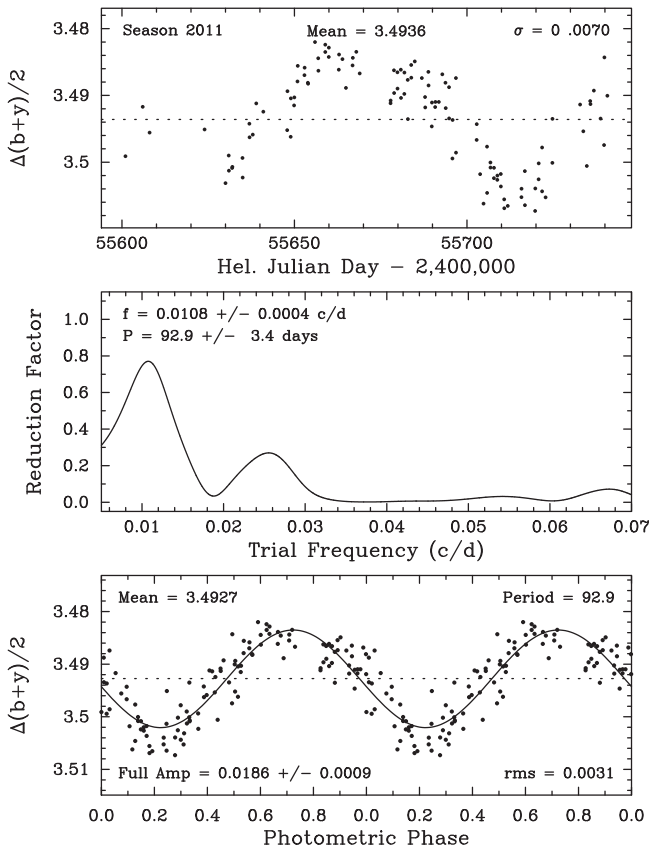 Season 2011 Mean = 3.4936 σ = 0 .0070
3.48
3.49
3.5
Δ(b+y)/2
55600 55650 55700
Hel. Julian Day − 2,400,000
f = 0.0108 +/− 0.0004 c/d
P = 92.9 +/− 3.4 days
1.0
0.8
0.6
0.4
0.2
0.0
Reduction Factor
0.01 0.02 0.03 0.04 0.05 0.06 0.07
Trial Frequency (c/d)
Mean = 3.4927 Period = 92.9
3.48
3.49
3.5
3.51
Δ(b+y)/2
Full Amp = 0.0186 +/− 0.0009 rms = 0.0031
0.0 0.2 0.4 0.6 0.8 0.0 0.2 0.4 0.6 0.8 0.0
Photometric Phase